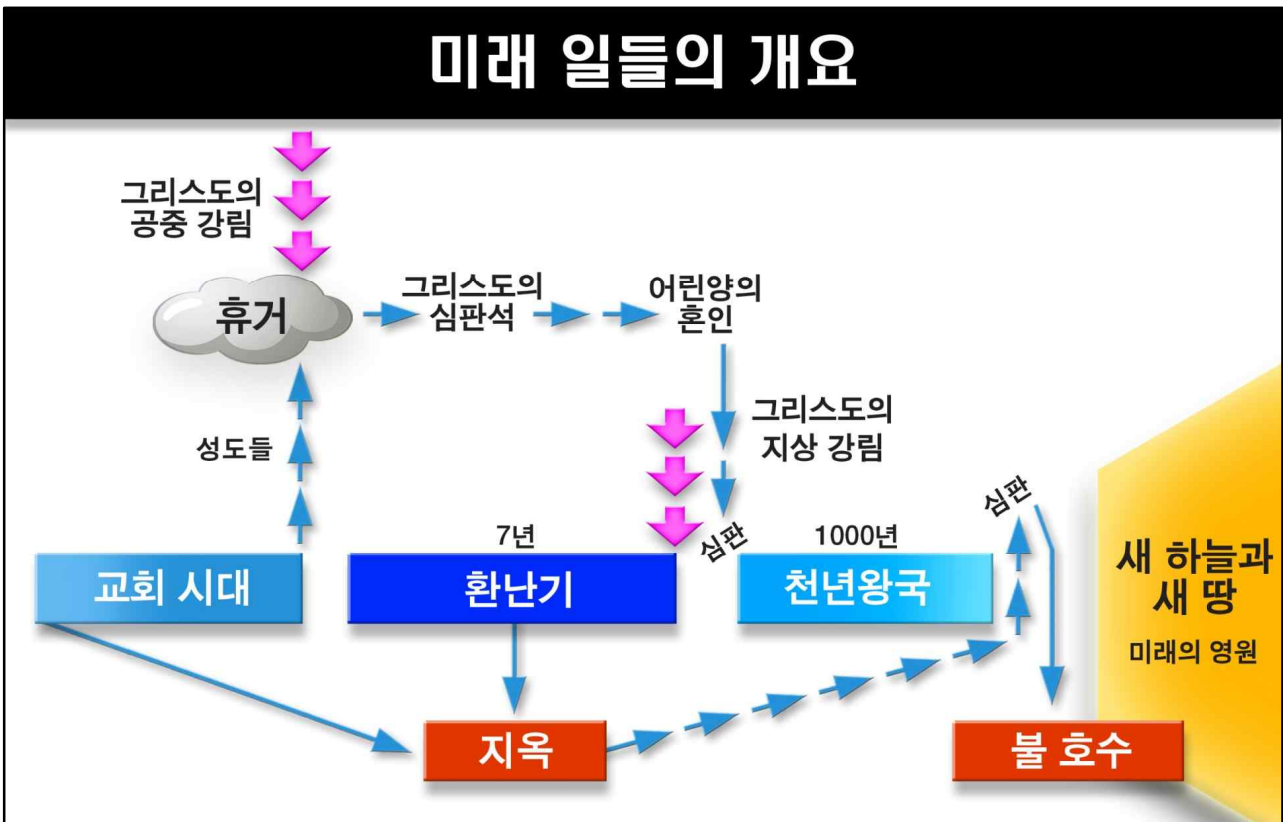 미래 일들의 개요
그리스도의
공중 강림
휴거
그리스도의
심판석
어린양의
혼인
성도들
그리스도의
지상 강림
심판
심판
7년
1000년
교회 시대
환난기
천년왕국
새 하늘과
새 땅
미래의 영원
지옥
불 호수